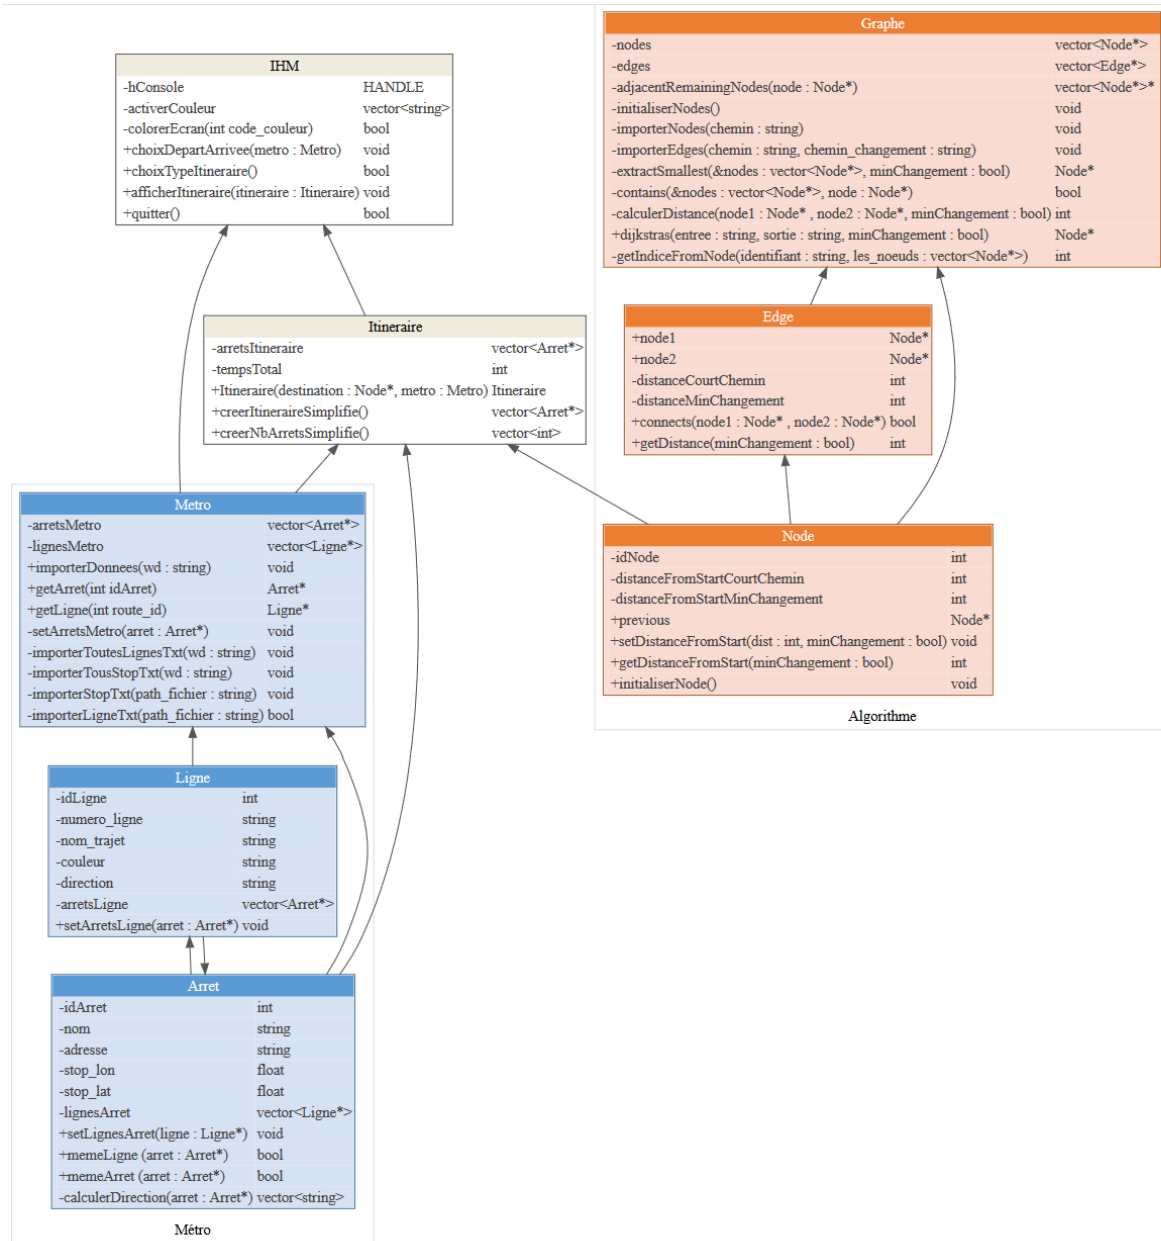 IHM
-hConsole HANDLE
-activerCouleur vector<string>
-colorerEcran(int code_couleur) bool
+choixDepartArrivee(metro : Metro) void
+choixTypeItineraire() bool
+afficherItineraire(itineraire : Itineraire) void
+quitter() bool
Graphe
-nodes vector<Node*>
-edges vector<Edge*>
-adjacentRemainingNodes(node : Node*) vector<Node*>*
-initialiserNodes() void
-importerNodes(chemin : string) void
-importerEdges(chemin : string, chemin_changement : string) void
-extractSmallest(&nodes : vector<Node*>, minChangement : bool) Node*
-contains(&nodes : vector<Node*>, node : Node*) bool
-calculerDistance(node1 : Node* , node2 : Node*, minChangement : bool) int
+dijkstras(entree : string, sortie : string, minChangement : bool) Node*
-getIndiceFromNode(identifiant : string, les_noeuds : vector<Node*>) int
Itineraire
-arretsItineraire vector<Arret*>
-tempsTotal int
+Itineraire(destination : Node*, metro : Metro) Itineraire
+creerItineraireSimplifie() vector<Arret*>
+creerNbArretsSimplifie() vector<int>
Edge
+node1 Node*
+node2 Node*
-distanceCourtChemin int
-distanceMinChangement int
+connects(node1 : Node* , node2 : Node*) bool
+getDistance(minChangement : bool) int
Metro
-arretsMetro vector<Arret*>
-lignesMetro vector<Ligne*>
+importerDonnees(wd : string) void
+getArret(int idArret) Arret*
+getLigne(int route_id) Ligne*
-setArretsMetro(arret : Arret*) void
-importerToutesLignesTxt(wd : string) void
-importerTousStopTxt(wd : string) void
-importerStopTxt(path_fichier : string) void
-importerLigneTxt(path_fichier : string) bool
Node
-idNode int
-distanceFromStartCourtChemin int
-distanceFromStartMinChangement int
+previous Node*
+setDistanceFromStart(dist : int, minChangement : bool) void
+getDistanceFromStart(minChangement : bool) int
+initialiserNode() void
Algorithme
Ligne
-idLigne int
-numero_ligne string
-nom_trajet string
-couleur string
-direction string
-arretsLigne vector<Arret*>
+setArretsLigne(arret : Arret*) void
Arret
-idArret int
-nom string
-adresse string
-stop_lon float
-stop_lat float
-lignesArret vector<Ligne*>
+setLignesArret(ligne : Ligne*) void
+memeLigne (arret : Arret*) bool
+memeArret (arret : Arret*) bool
-calculerDirection(arret : Arret*) vector<string>
Métro